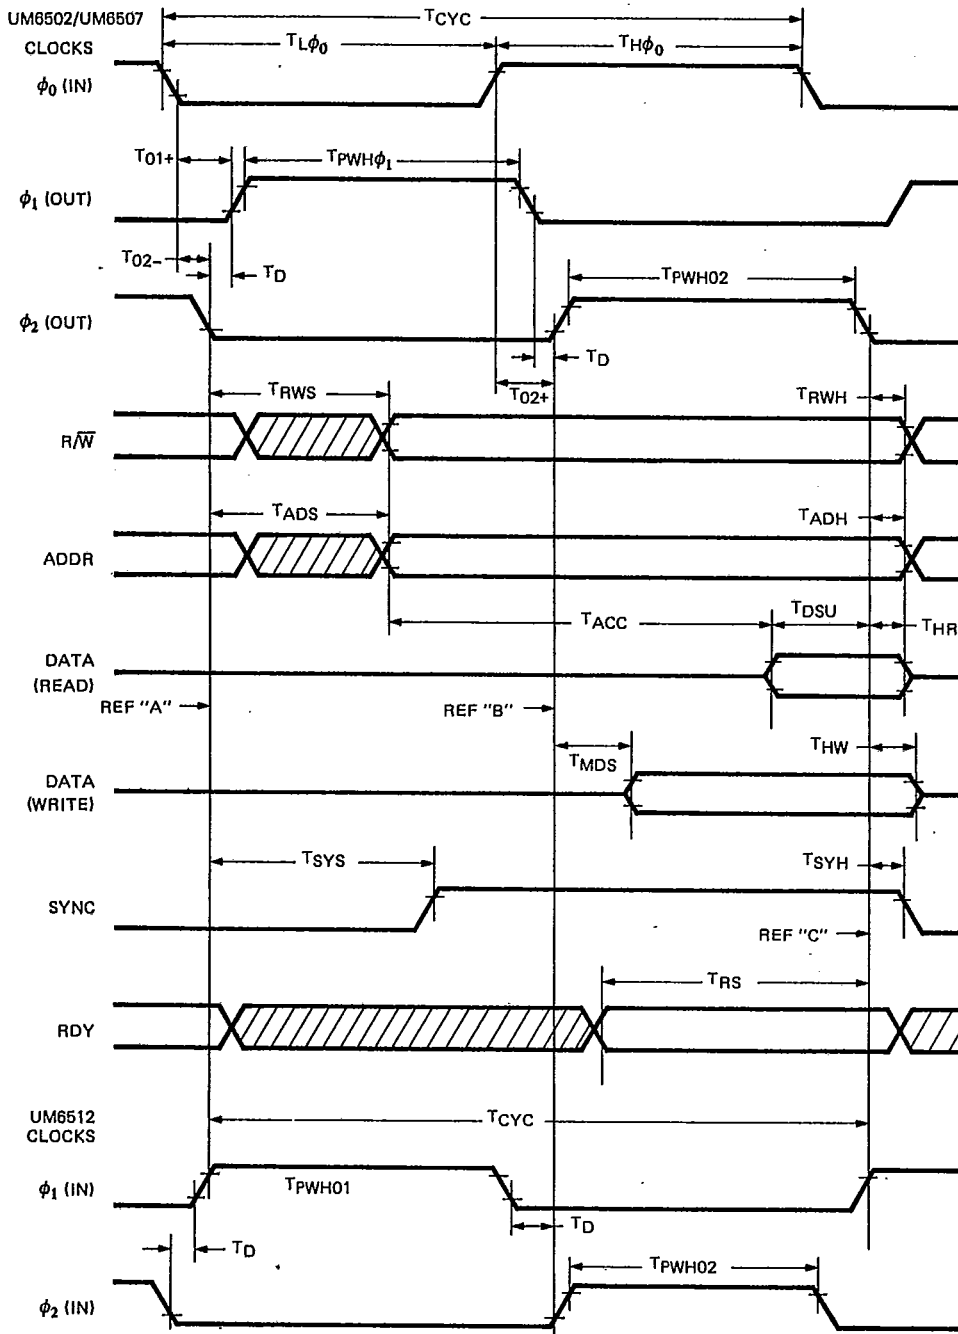 UM6502/UM6507
CLOCKS
TCYC
TLϕ0
THϕ0
ϕ0 (IN)
T01+
TPWHϕ1
ϕ1 (OUT)
T02–
TD
TPWH02
ϕ2 (OUT)
TD
T02+
TRWS
TRWH
R/W̅
TADS
TADH
ADDR
TACC
TDSU
THR
DATA
(READ)
REF "A"
REF "B"
TMDS
THW
DATA
(WRITE)
TSYS
TSYH
SYNC
REF "C"
TRS
RDY
UM6512
CLOCKS
TCYC
ϕ1 (IN)
TPWH01
TD
TD
TPWH02
ϕ2 (IN)